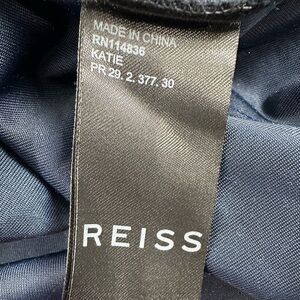 MADE IN CHINA
RN114836
KATIE
PR 29. 2. 377. 30
REISS